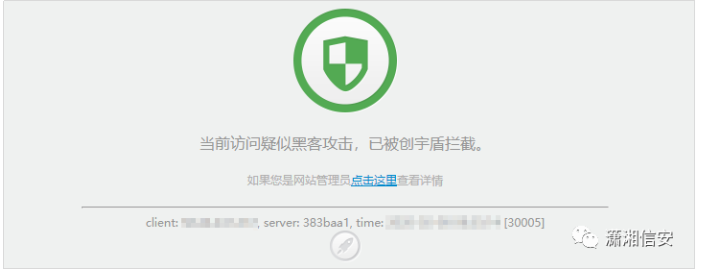 当前访问疑似黑客攻击，已被创宇盾拦截。
如果您是网站管理员点击这里查看详情
client: , server: 383baa1, time: [30005]
潇湘信安